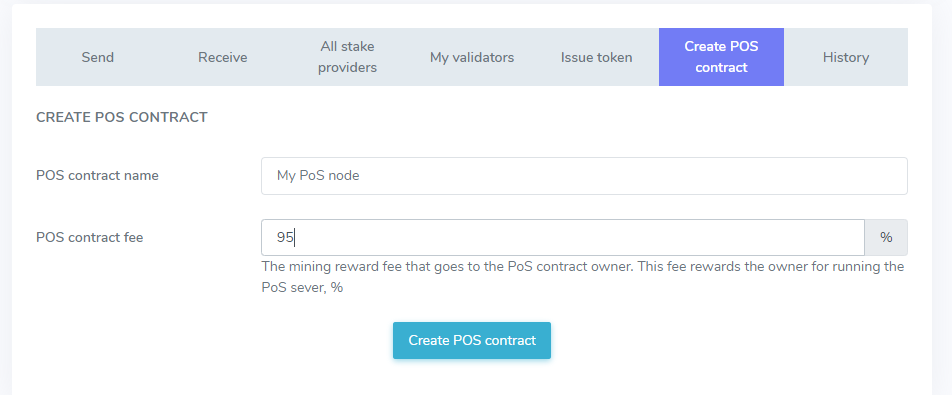 Send
Receive
All stake
providers
My validators
Issue token
Create POS
contract
History
CREATE POS CONTRACT
POS contract name
My PoS node
POS contract fee
95
%
The mining reward fee that goes to the PoS contract owner. This fee rewards the owner for running the
PoS sever, %
Create POS contract